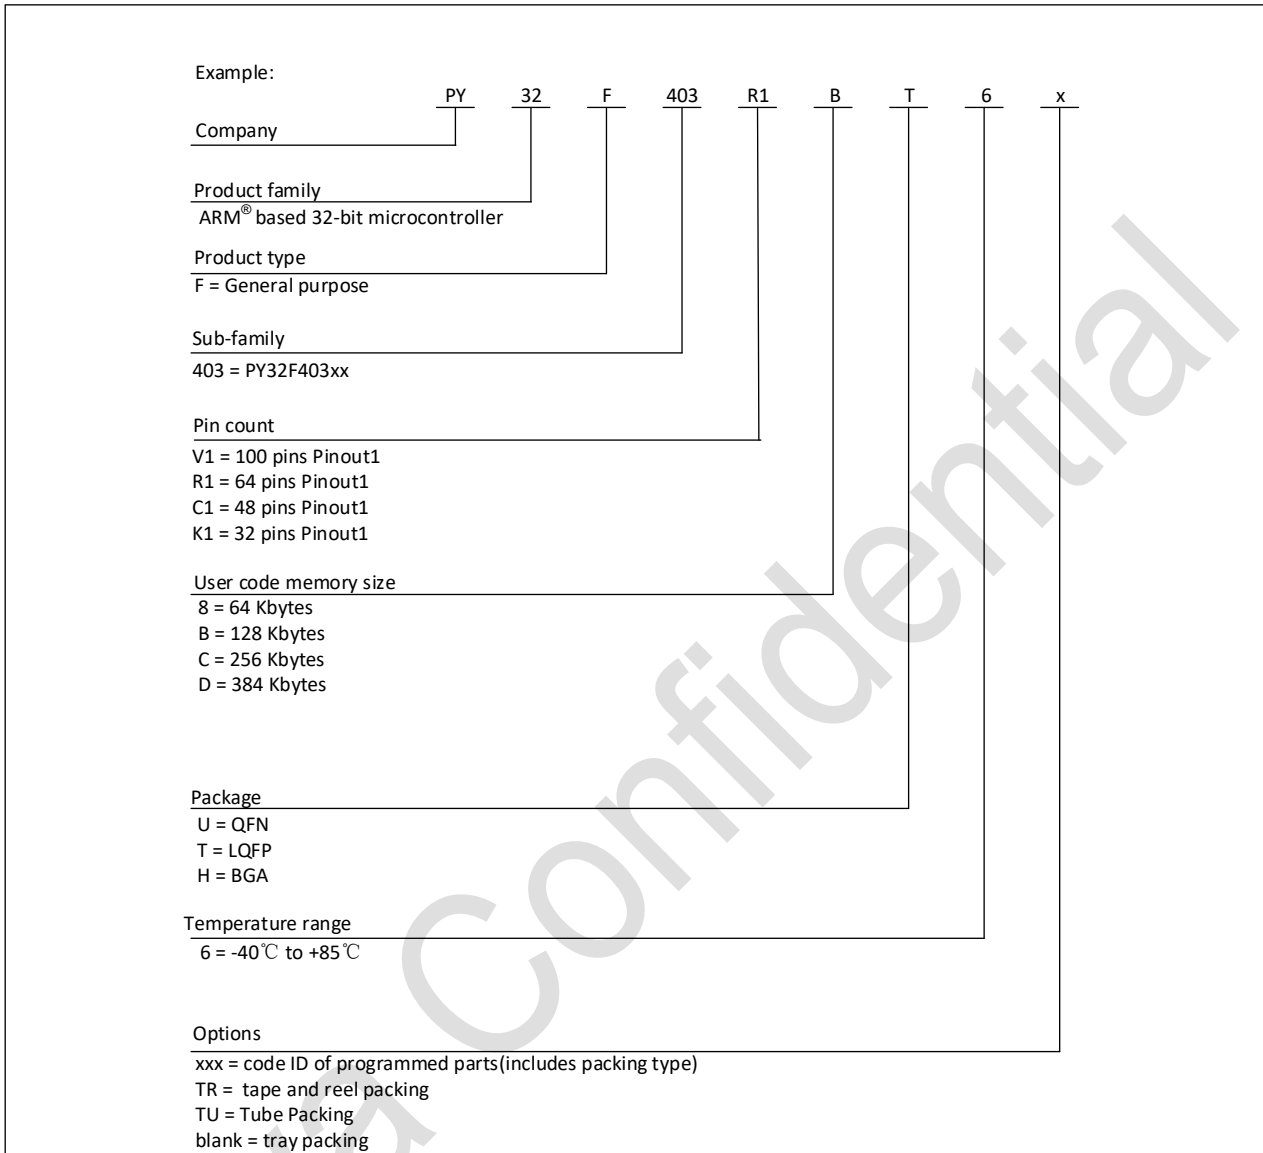 Example:
PY 32 F 403 R1 B T 6 x
Company
Product family
ARM® based 32-bit microcontroller
Product type
F = General purpose
Sub-family
403 = PY32F403xx
Pin count
V1 = 100 pins Pinout1
R1 = 64 pins Pinout1
C1 = 48 pins Pinout1
K1 = 32 pins Pinout1
User code memory size
8 = 64 Kbytes
B = 128 Kbytes
C = 256 Kbytes
D = 384 Kbytes
Package
U = QFN
T = LQFP
H = BGA
Temperature range
6 = -40℃ to +85℃
Options
xxx = code ID of programmed parts(includes packing type)
TR = tape and reel packing
TU = Tube Packing
blank = tray packing
Confidential